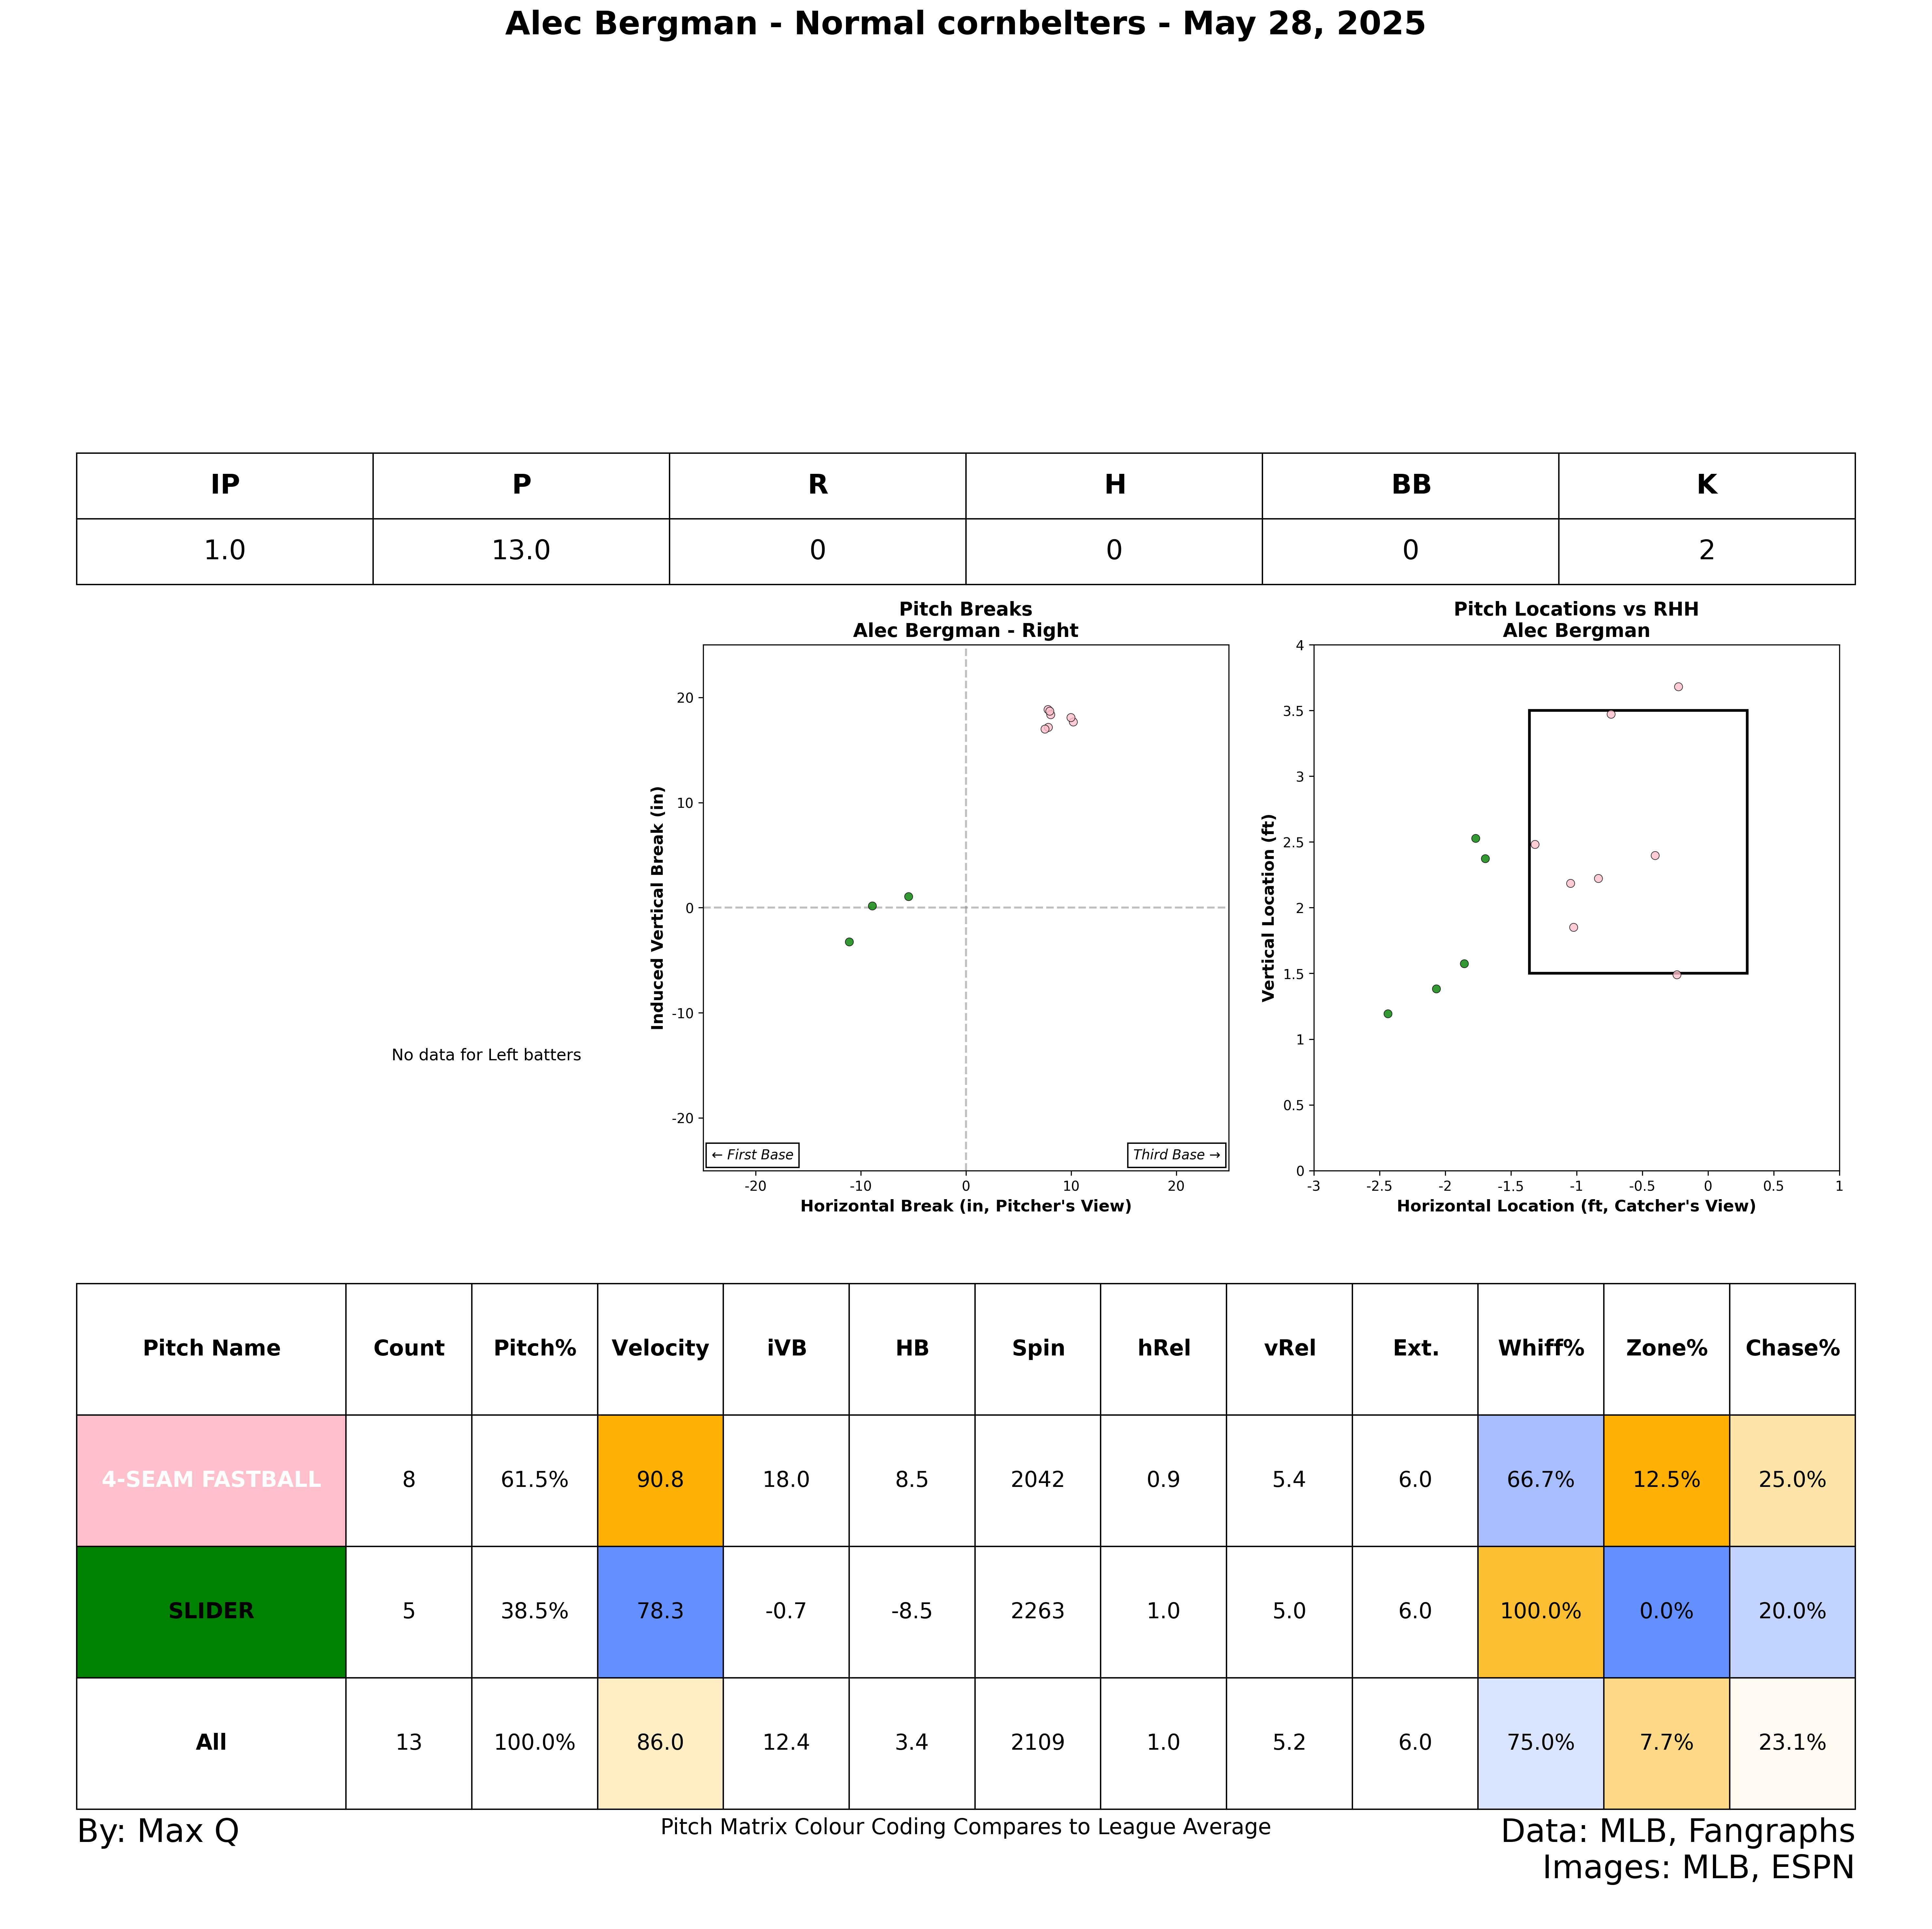 Alec Bergman - Normal cornbelters - May 28, 2025
IP P R H BB K
1.0 13.0 0 0 0 2
No data for Left batters
Pitch Breaks
Alec Bergman - Right
Induced Vertical Break (in)
20
10
0
-10
-20
← First Base
Third Base →
-20 -10 0 10 20
Horizontal Break (in, Pitcher's View)
Pitch Locations vs RHH
Alec Bergman
Vertical Location (ft)
4
3.5
3
2.5
2
1.5
1
0.5
0
-3 -2.5 -2 -1.5 -1 -0.5 0 0.5 1
Horizontal Location (ft, Catcher's View)
Pitch Name Count Pitch% Velocity iVB HB Spin hRel vRel Ext. Whiff% Zone% Chase%
4-SEAM FASTBALL 8 61.5% 90.8 18.0 8.5 2042 0.9 5.4 6.0 66.7% 12.5% 25.0%
SLIDER 5 38.5% 78.3 -0.7 -8.5 2263 1.0 5.0 6.0 100.0% 0.0% 20.0%
All 13 100.0% 86.0 12.4 3.4 2109 1.0 5.2 6.0 75.0% 7.7% 23.1%
By: Max Q
Pitch Matrix Colour Coding Compares to League Average
Data: MLB, Fangraphs
Images: MLB, ESPN